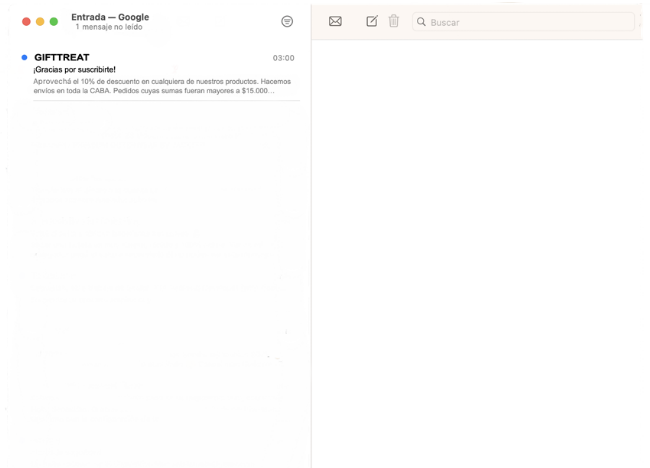 Entrada — Google
1 mensaje no leído
Buscar
GIFTTREAT 03:00
¡Gracias por suscribirte!
Aprovechá el 10% de descuento en cualquiera de nuestros productos. Hacemos
envíos en toda la CABA. Pedidos cuyas sumas fueran mayores a $15.000...